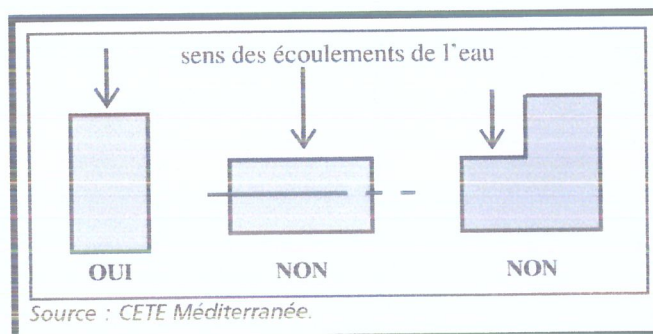 sens des écoulements de l'eau
OUI NON NON
Source : CETE Méditerranée.